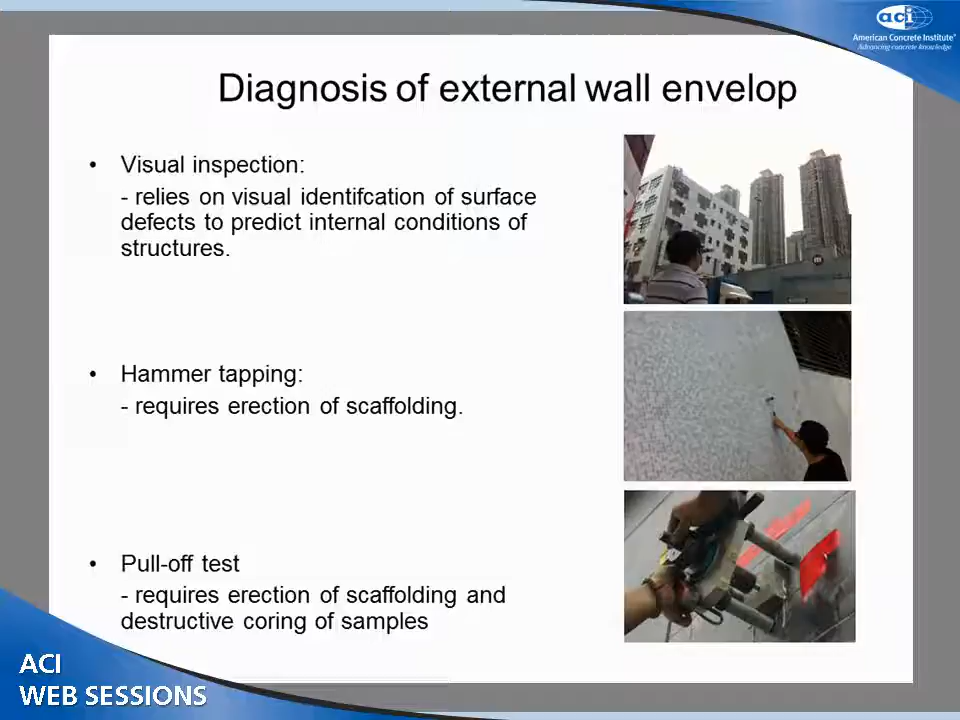 aci
American Concrete Institute®
Advancing concrete knowledge
Diagnosis of external wall envelop
• Visual inspection:
- relies on visual identifcation of surface
defects to predict internal conditions of
structures.
• Hammer tapping:
- requires erection of scaffolding.
• Pull-off test
- requires erection of scaffolding and
destructive coring of samples
ACI
WEB SESSIONS